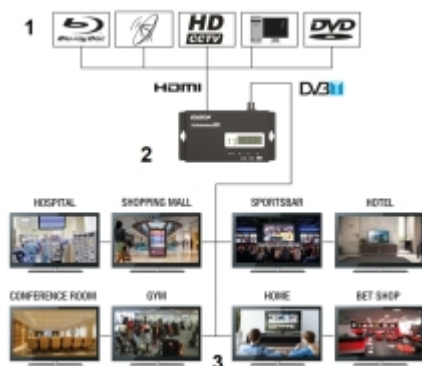 1
Blu-ray Disc
HD
CCTV
DVD
HDMI
DVB T
2
HOSPITAL
SHOPPING MALL
SPORTSBAR
HOTEL
CONFERENCE ROOM
GYM
HOME
BET SHOP
3